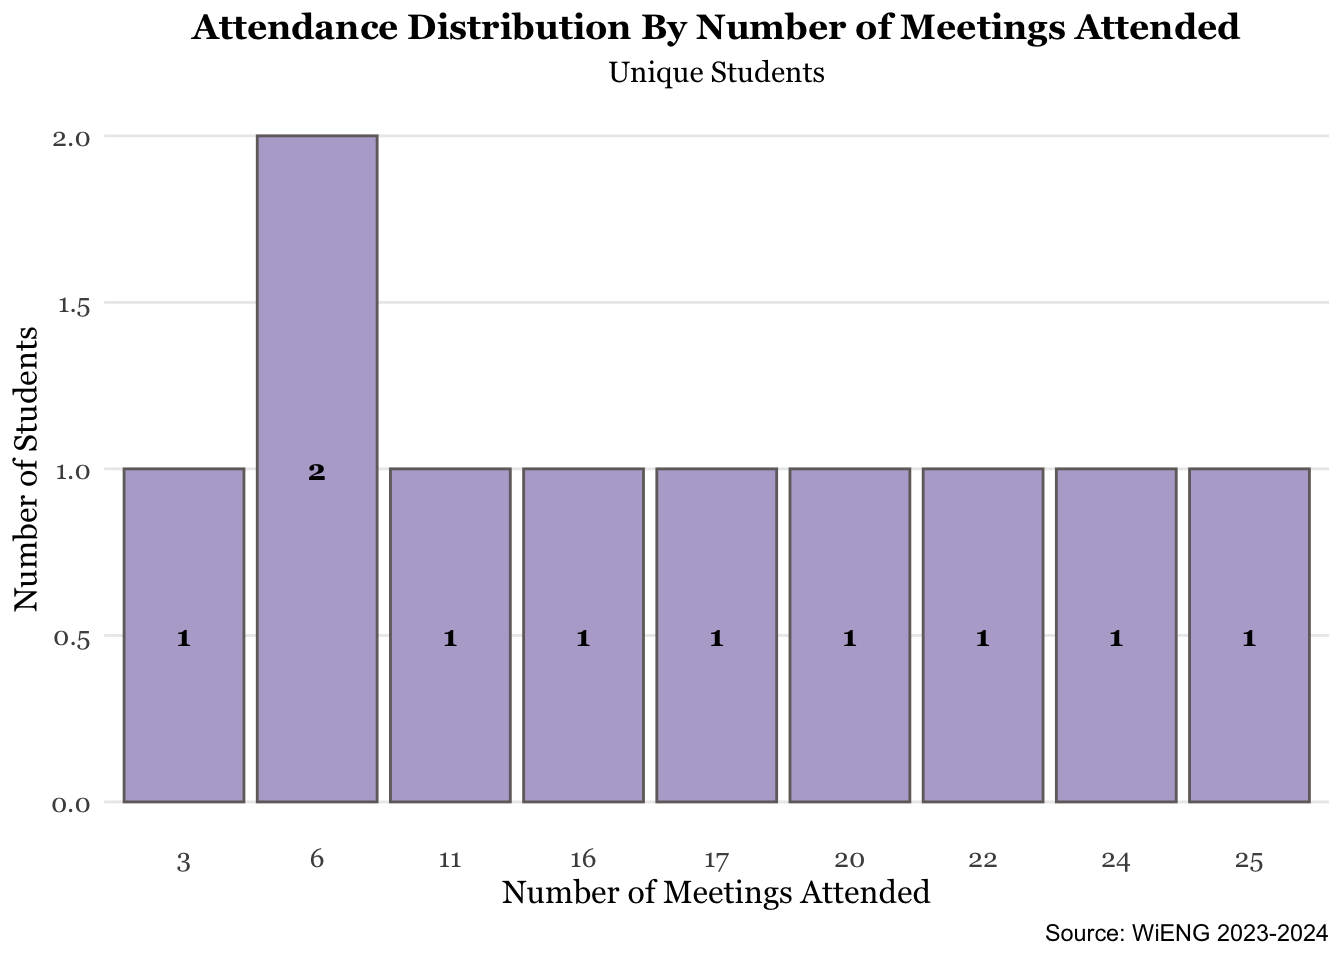 Attendance Distribution By Number of Meetings Attended
Unique Students
Number of Students
2.0
1.5
1.0
0.5
0.0
1
2
1
1
1
1
1
1
1
3 6 11 16 17 20 22 24 25
Number of Meetings Attended
Source: WiENG 2023-2024